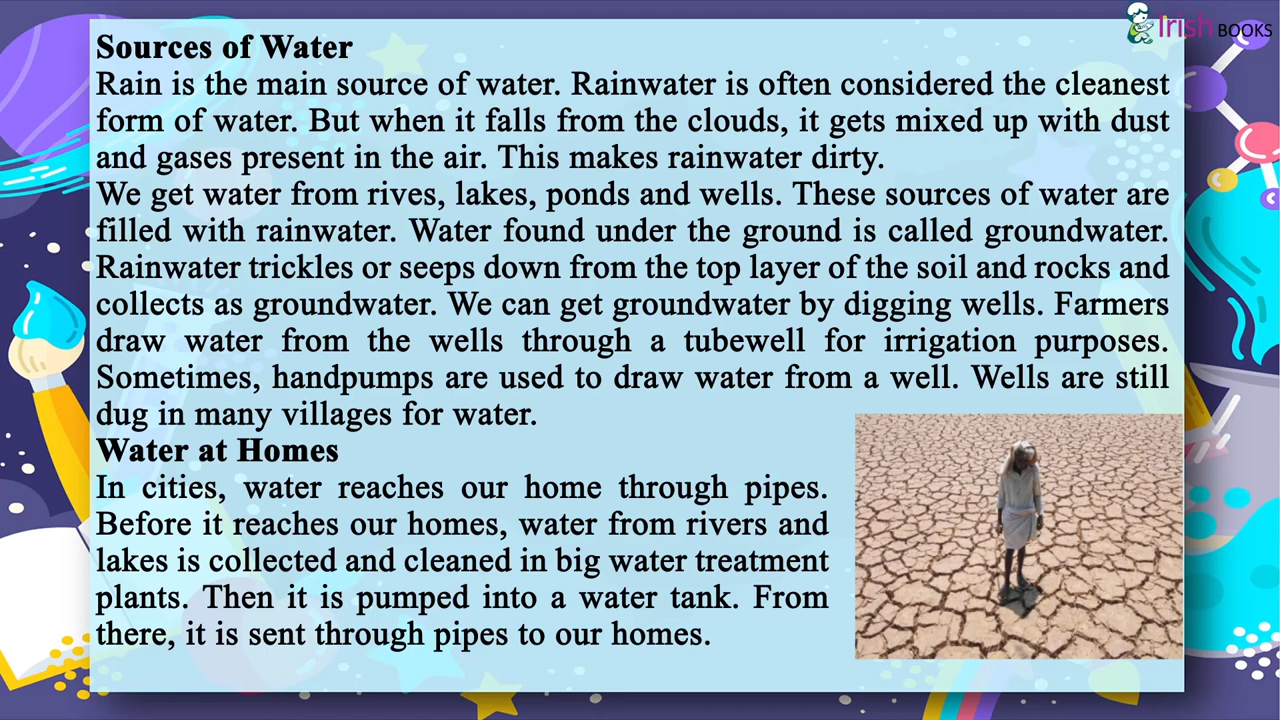 Irish BOOKS
Sources of Water
Rain is the main source of water. Rainwater is often considered the cleanest
form of water. But when it falls from the clouds, it gets mixed up with dust
and gases present in the air. This makes rainwater dirty.
We get water from rives, lakes, ponds and wells. These sources of water are
filled with rainwater. Water found under the ground is called groundwater.
Rainwater trickles or seeps down from the top layer of the soil and rocks and
collects as groundwater. We can get groundwater by digging wells. Farmers
draw water from the wells through a tubewell for irrigation purposes.
Sometimes, handpumps are used to draw water from a well. Wells are still
dug in many villages for water.
Water at Homes
In cities, water reaches our home through pipes.
Before it reaches our homes, water from rivers and
lakes is collected and cleaned in big water treatment
plants. Then it is pumped into a water tank. From
there, it is sent through pipes to our homes.